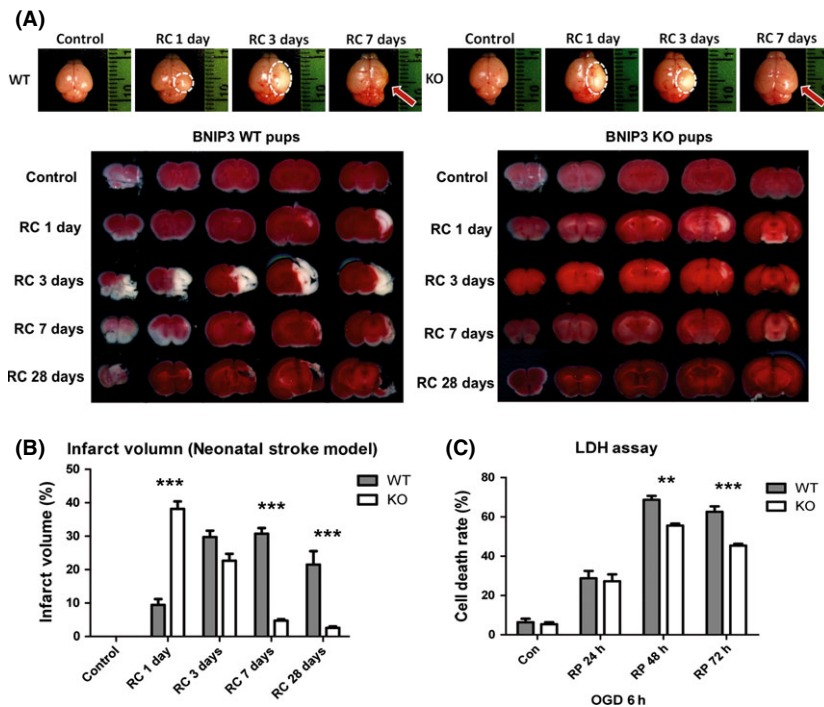 (A)
Control RC 1 day RC 3 days RC 7 days Control RC 1 day RC 3 days RC 7 days
WT KO
BNIP3 WT pups BNIP3 KO pups
Control Control
RC 1 day RC 1 day
RC 3 days RC 3 days
RC 7 days RC 7 days
RC 28 days RC 28 days
(B) Infarct volumn (Neonatal stroke model)
Infarct volume (%)
50
40
30
20
10
0
*** *** ***
WT
KO
Control RC 1 day RC 3 days RC 7 days RC 28 days
(C) LDH assay
Cell death rate (%)
80
60
40
20
0
** ***
WT
KO
Con RP 24 h RP 48 h RP 72 h
OGD 6 h